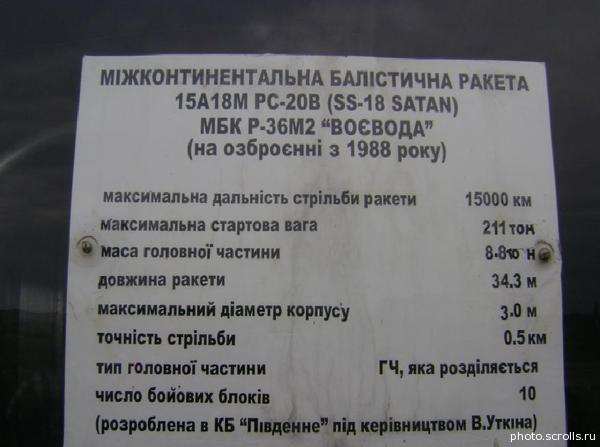 МІЖКОНТИНЕНТАЛЬНА БАЛІСТИЧНА РАКЕТА
15А18М РС-20В (SS-18 SATAN)
МБК Р-36М2 “ВОЄВОДА”
(на озброєнні з 1988 року)
максимальна дальність стрільби ракети 15000 км
максимальна стартова вага 211 тон
маса головної частини 8.8
довжина ракети 34.3 м
максимальний діаметр корпусу 3.0 м
точність стрільби 0.5 км
тип головної частини ГЧ, яка розділяється
число бойових блоків 10
(розроблена в КБ “Південне” під керівництвом В.Уткіна)
photo.scrolls.ru